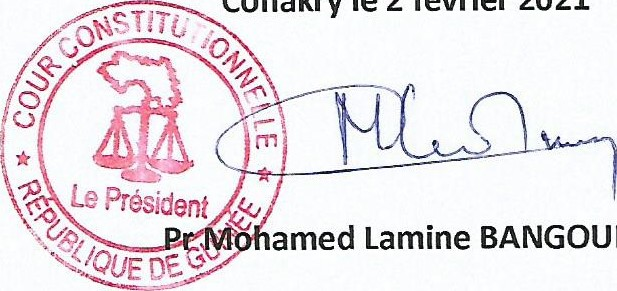 Conakry le 2 février 2021
COUR CONSTITUTIONNELLE
Le Président
RÉPUBLIQUE DE GUINÉE
Pr Mohamed Lamine BANGOU